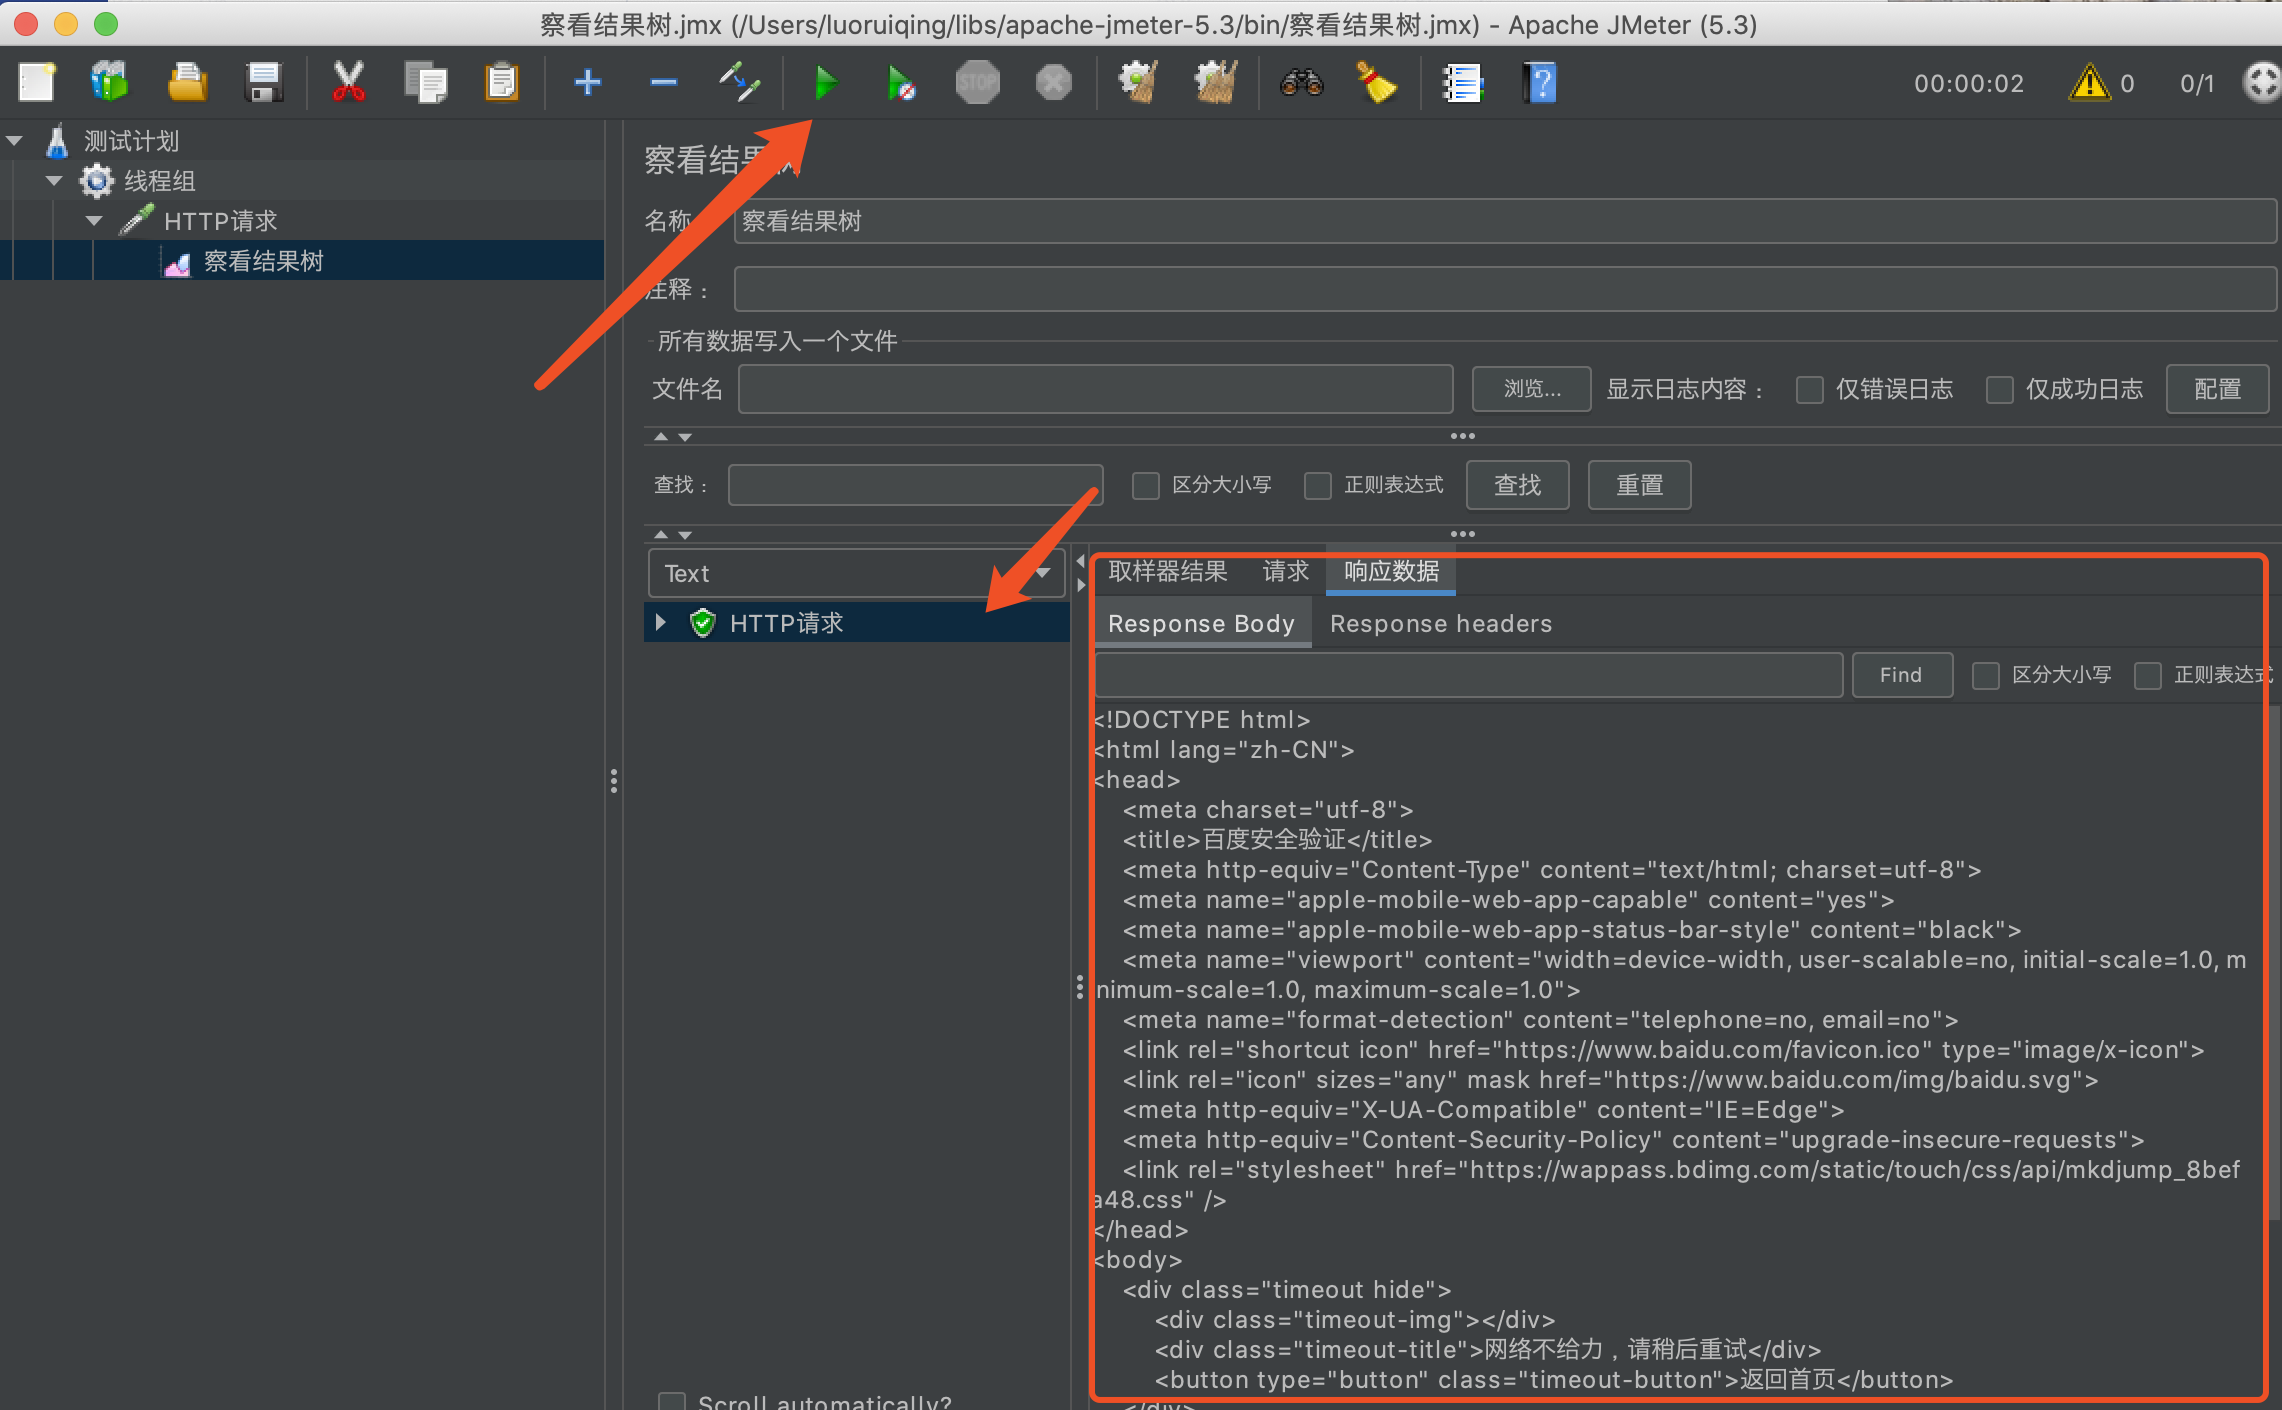 察看结果树.jmx (/Users/luoruiqing/libs/apache-jmeter-5.3/bin/察看结果树.jmx) - Apache JMeter (5.3)
STOP
00:00:02
0
0/1
测试计划
线程组
HTTP请求
察看结果树
察看结果树
名称
察看结果树
注释：
所有数据写入一个文件
文件名
浏览...
显示日志内容：
仅错误日志
仅成功日志
配置
查找：
区分大小写
正则表达式
查找
重置
Text
HTTP请求
Scroll automatically?
取样器结果
请求
响应数据
Response Body
Response headers
Find
区分大小写
正则表达式
<!DOCTYPE html>
<html lang="zh-CN">
<head>
<meta charset="utf-8">
<title>百度安全验证</title>
<meta http-equiv="Content-Type" content="text/html; charset=utf-8">
<meta name="apple-mobile-web-app-capable" content="yes">
<meta name="apple-mobile-web-app-status-bar-style" content="black">
<meta name="viewport" content="width=device-width, user-scalable=no, initial-scale=1.0, m
nimum-scale=1.0, maximum-scale=1.0">
<meta name="format-detection" content="telephone=no, email=no">
<link rel="shortcut icon" href="https://www.baidu.com/favicon.ico" type="image/x-icon">
<link rel="icon" sizes="any" mask href="https://www.baidu.com/img/baidu.svg">
<meta http-equiv="X-UA-Compatible" content="IE=Edge">
<meta http-equiv="Content-Security-Policy" content="upgrade-insecure-requests">
<link rel="stylesheet" href="https://wappass.bdimg.com/static/touch/css/api/mkdjump_8bef
a48.css" />
</head>
<body>
<div class="timeout hide">
<div class="timeout-img"></div>
<div class="timeout-title">网络不给力，请稍后重试</div>
<button type="button" class="timeout-button">返回首页</button>
</div>